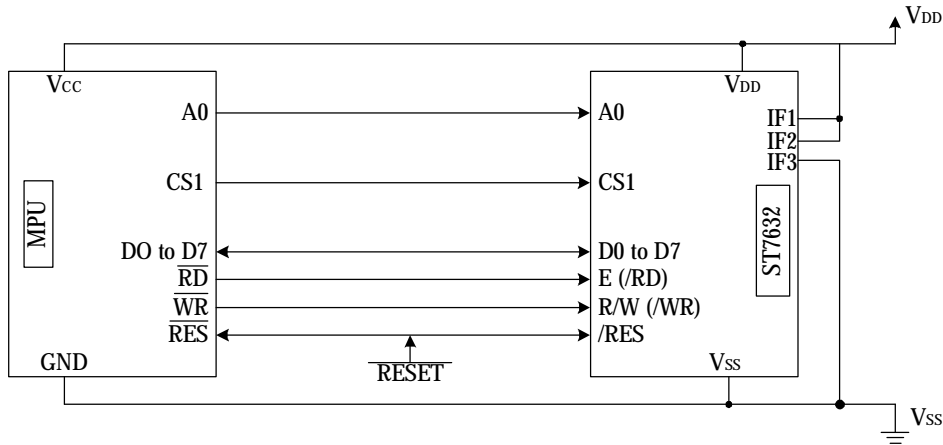 VDD
VCC
VDD
A0
A0
IF1
IF2
IF3
CS1
CS1
MPU
ST7632
DO to D7
D0 to D7
RD
E (/RD)
WR
R/W (/WR)
RES
/RES
GND
RESET
VSS
VSS